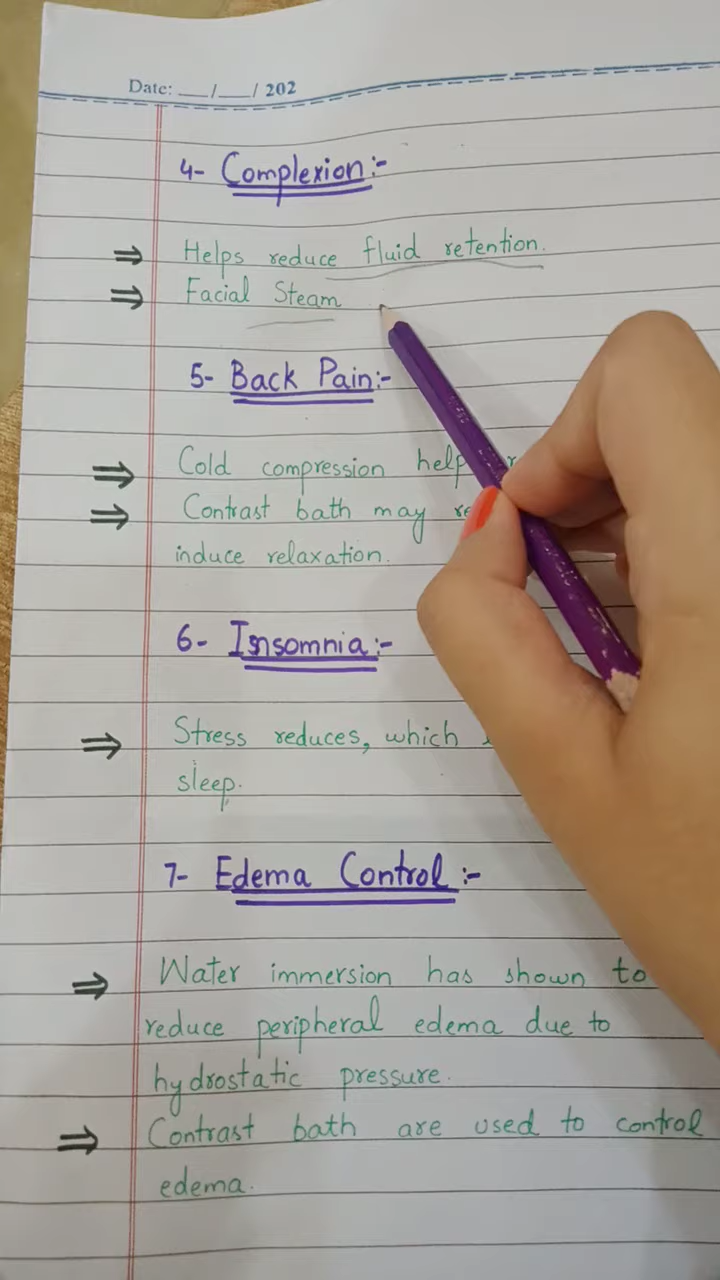 Date: ___/___/ 202
4- Complexion:-
⇒ Helps reduce fluid retention.
⇒ Facial Steam
5- Back Pain:-
⇒ Cold compression help
⇒ Contrast bath may
induce relaxation.
6- Insomnia:-
⇒ Stress reduces, which
sleep.
7- Edema Control:-
⇒ Water immersion has shown to
reduce peripheral edema due to
hydrostatic pressure.
⇒ Contrast bath are used to control
edema.